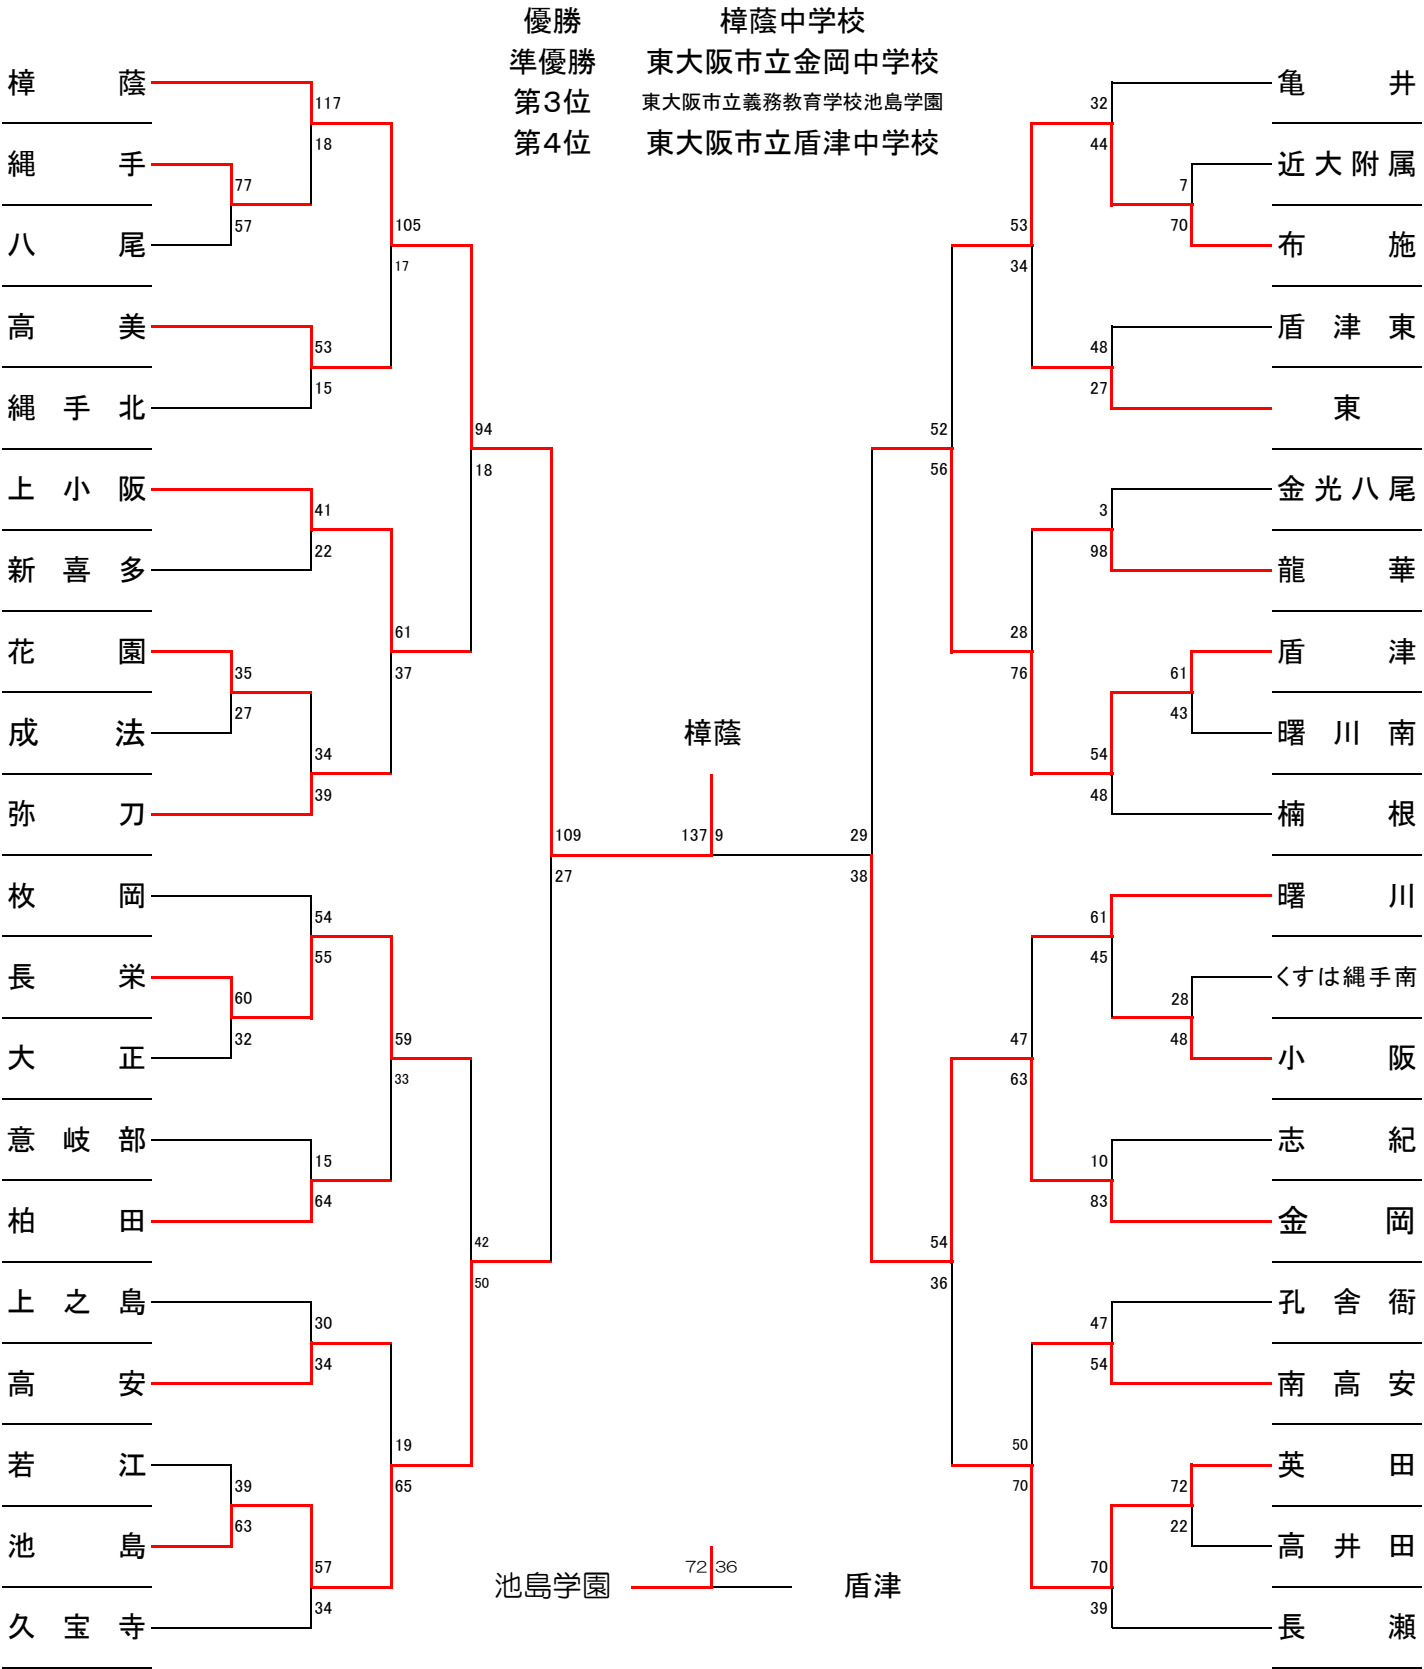 優勝 樟蔭中学校
準優勝 東大阪市立金岡中学校
第3位 東大阪市立義務教育学校池島学園
第4位 東大阪市立盾津中学校
樟蔭
117
18
縄手
77
57
八尾
105
17
高美
53
15
縄手北
94
18
上小阪
41
22
新喜多
61
37
花園
35
27
成法
34
39
弥刀
109
27
枚岡
54
55
長栄
60
32
大正
59
33
意岐部
15
64
柏田
42
50
上之島
30
34
高安
19
65
若江
39
63
池島
57
34
久宝寺
樟蔭
137 9
池島学園 72 36 盾津
亀井
32
44
近大附属
7
70
布施
53
34
盾津東
48
27
東
52
56
金光八尾
3
98
龍華
28
76
盾津
61
43
曙川南
54
48
楠根
29
38
曙川
61
45
くすは縄手南
28
48
小阪
47
63
志紀
10
83
金岡
54
36
孔舎衙
47
54
南高安
50
70
英田
72
22
高井田
70
39
長瀬